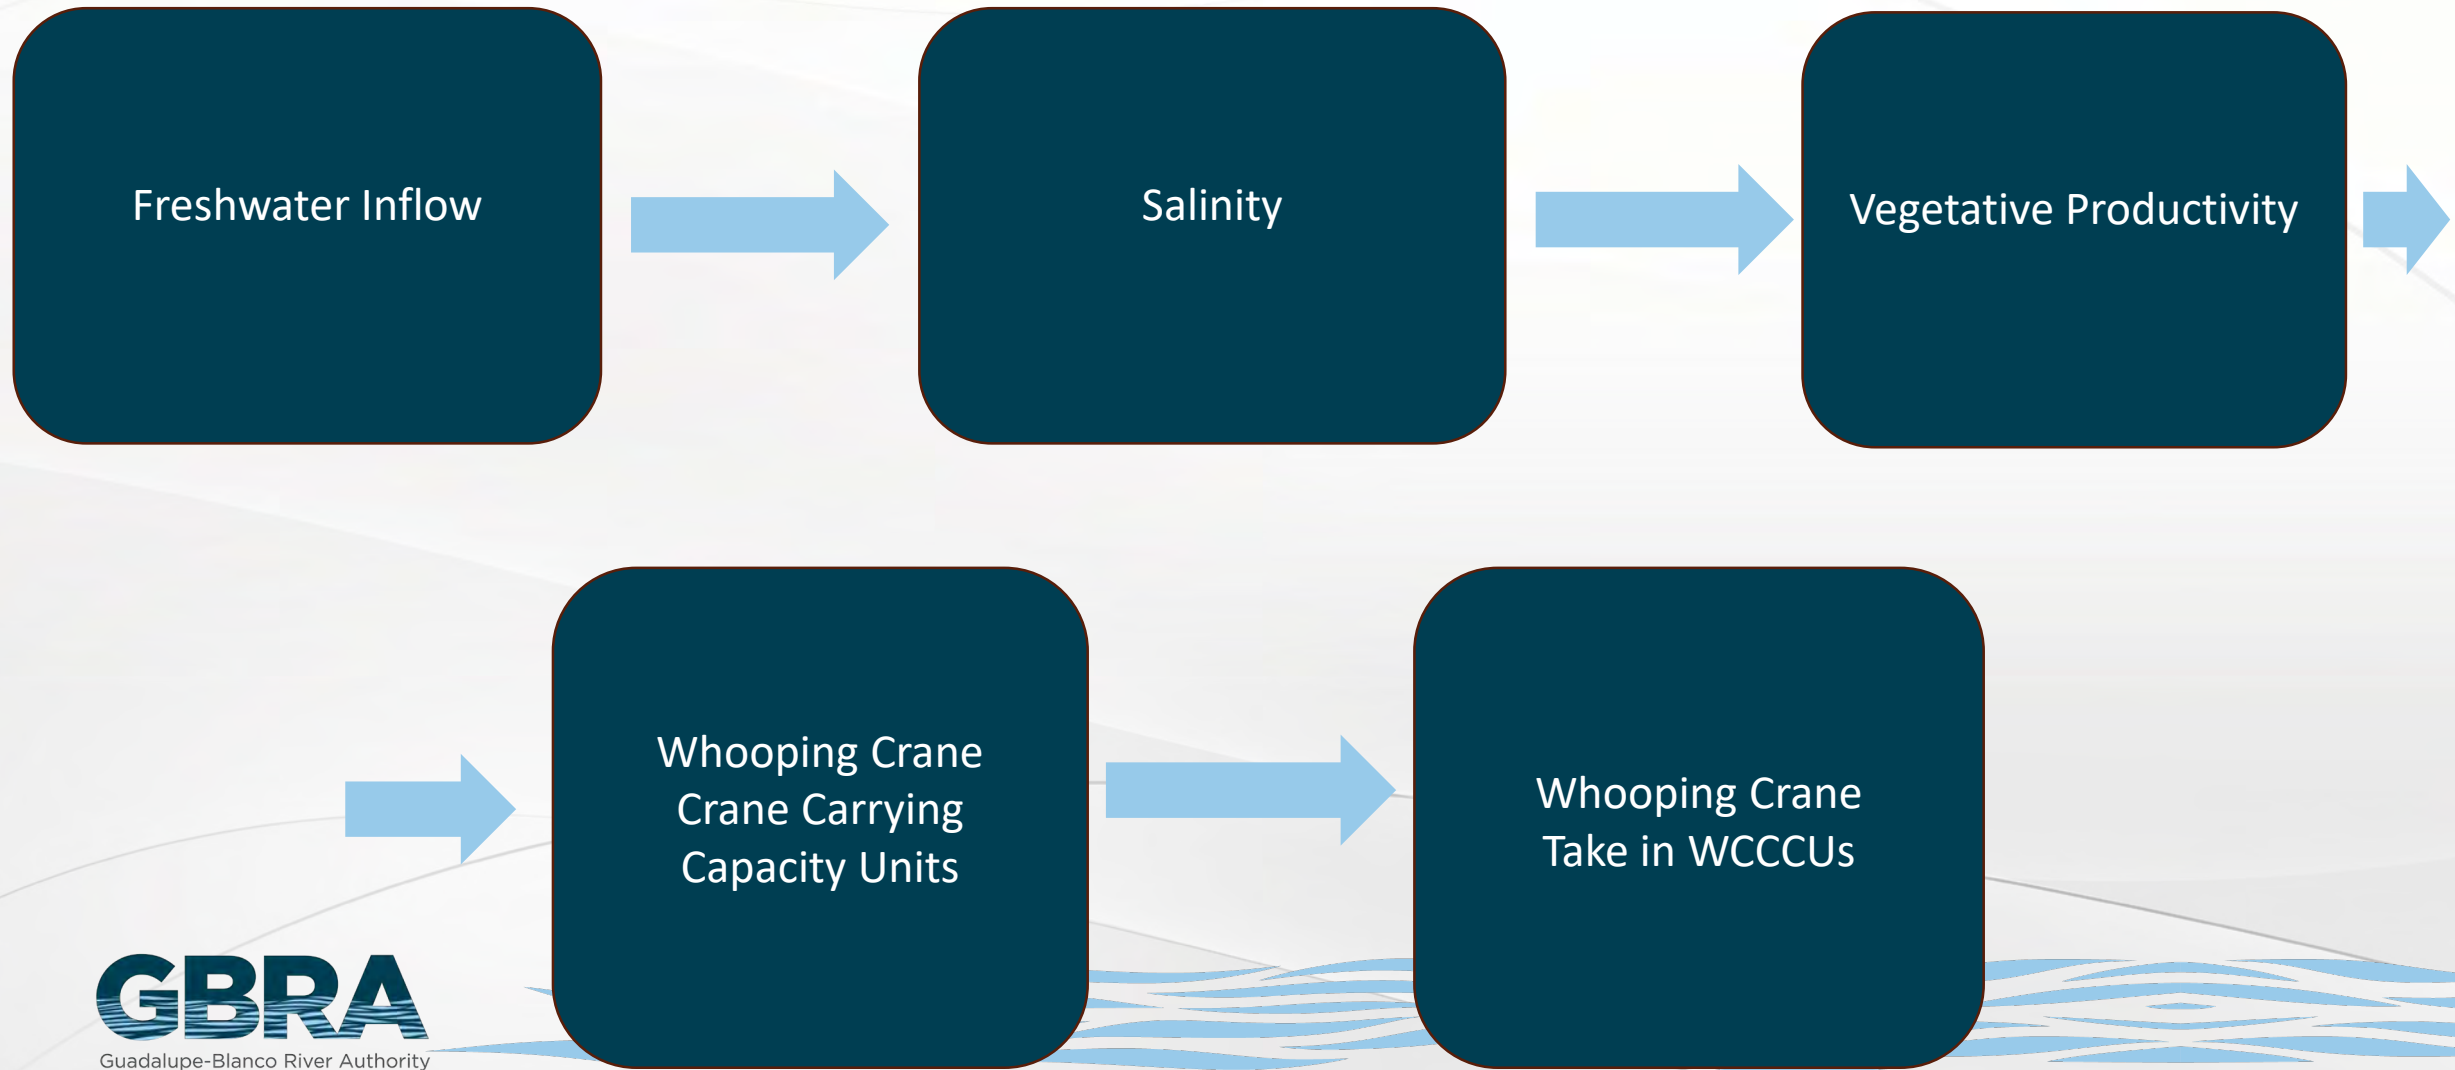 Freshwater Inflow
Salinity
Vegetative Productivity
Whooping Crane
Crane Carrying
Capacity Units
Whooping Crane
Take in WCCCUs
GBRA
Guadalupe-Blanco River Authority